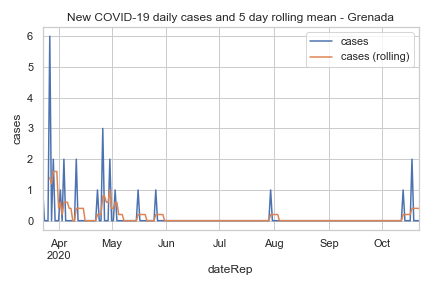 New COVID-19 daily cases and 5 day rolling mean - Grenada
cases
cases (rolling)
6
5
4
3
2
1
0
cases
Apr
2020
May
Jun
Jul
Aug
Sep
Oct
dateRep